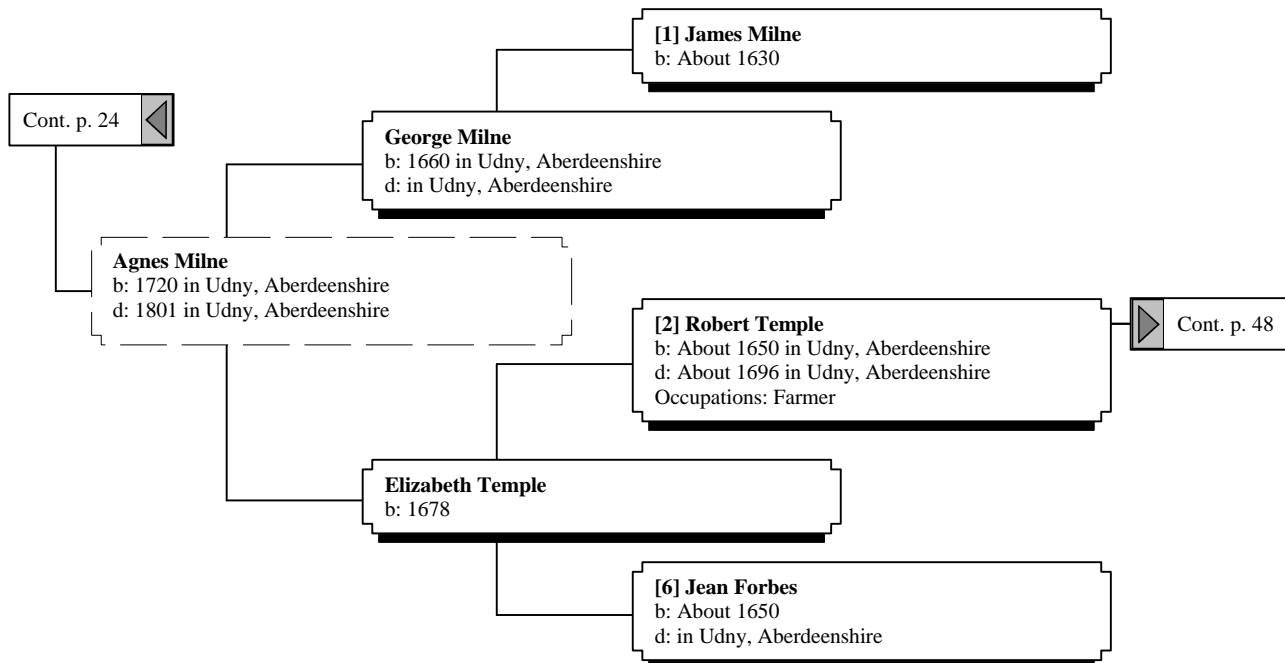 [1] James Milne
b: About 1630
Cont. p. 24
George Milne
b: 1660 in Udny, Aberdeenshire
d: in Udny, Aberdeenshire
Agnes Milne
b: 1720 in Udny, Aberdeenshire
d: 1801 in Udny, Aberdeenshire
[2] Robert Temple
b: About 1650 in Udny, Aberdeenshire
d: About 1696 in Udny, Aberdeenshire
Occupations: Farmer
Cont. p. 48
Elizabeth Temple
b: 1678
[6] Jean Forbes
b: About 1650
d: in Udny, Aberdeenshire